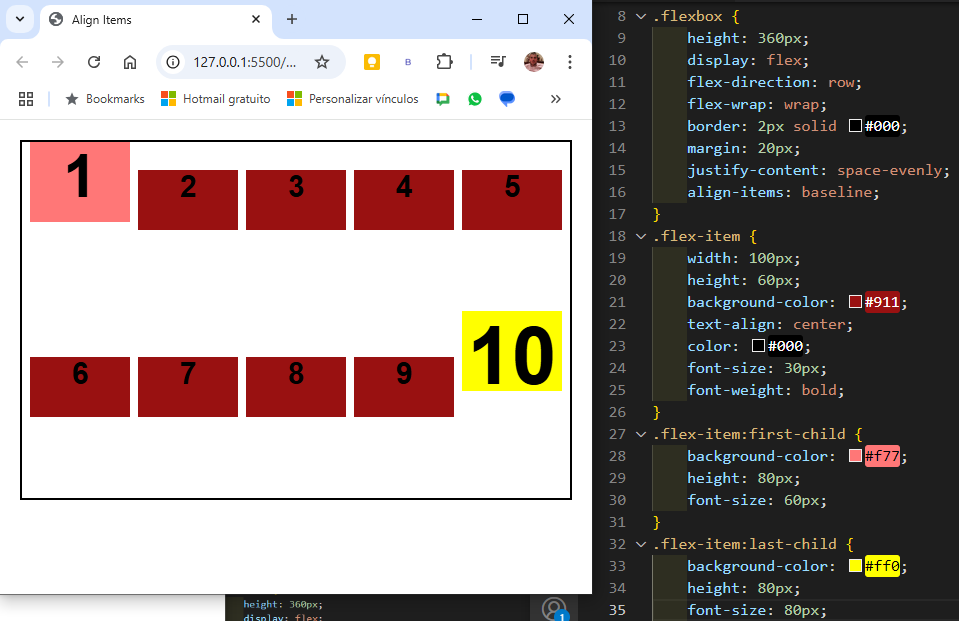 Align Items
127.0.0.1:5500/...
B
Bookmarks
Hotmail gratuito
Personalizar vínculos
1
2
3
4
5
6
7
8
9
10
8 .flexbox {
9 height: 360px;
10 display: flex;
11 flex-direction: row;
12 flex-wrap: wrap;
13 border: 2px solid #000;
14 margin: 20px;
15 justify-content: space-evenly;
16 align-items: baseline;
17 }
18 .flex-item {
19 width: 100px;
20 height: 60px;
21 background-color: #911;
22 text-align: center;
23 color: #000;
24 font-size: 30px;
25 font-weight: bold;
26 }
27 .flex-item:first-child {
28 background-color: #f77;
29 height: 80px;
30 font-size: 60px;
31 }
32 .flex-item:last-child {
33 background-color: #ff0;
34 height: 80px;
35 font-size: 80px;
height: 360px;
display: flex;
1